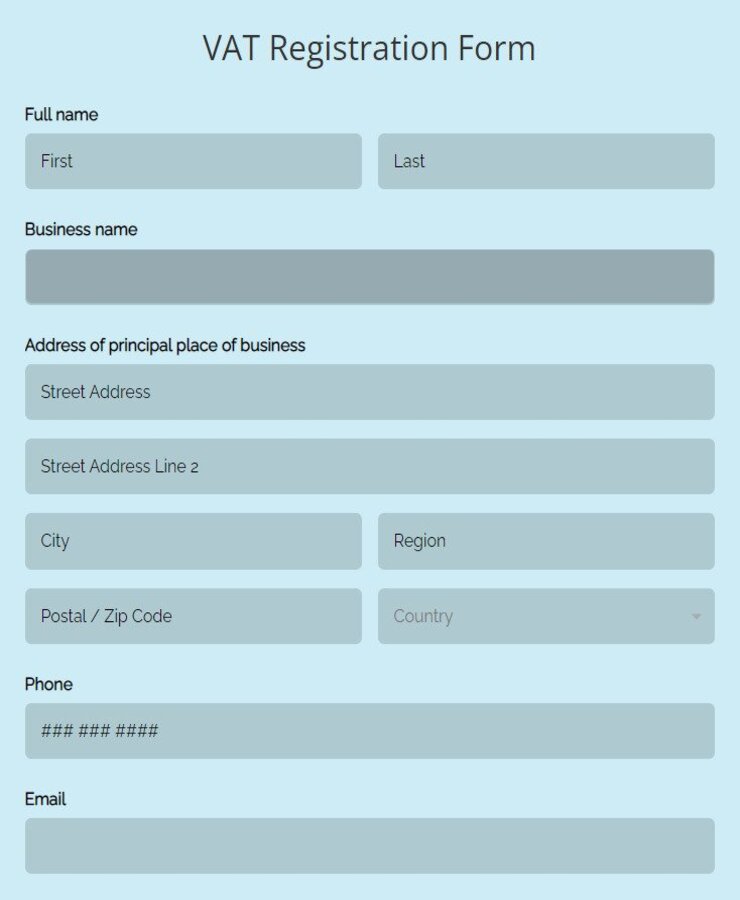 VAT Registration Form
Full name
First Last
Business name
Address of principal place of business
Street Address
Street Address Line 2
City Region
Postal / Zip Code Country
Phone
### ### ####
Email